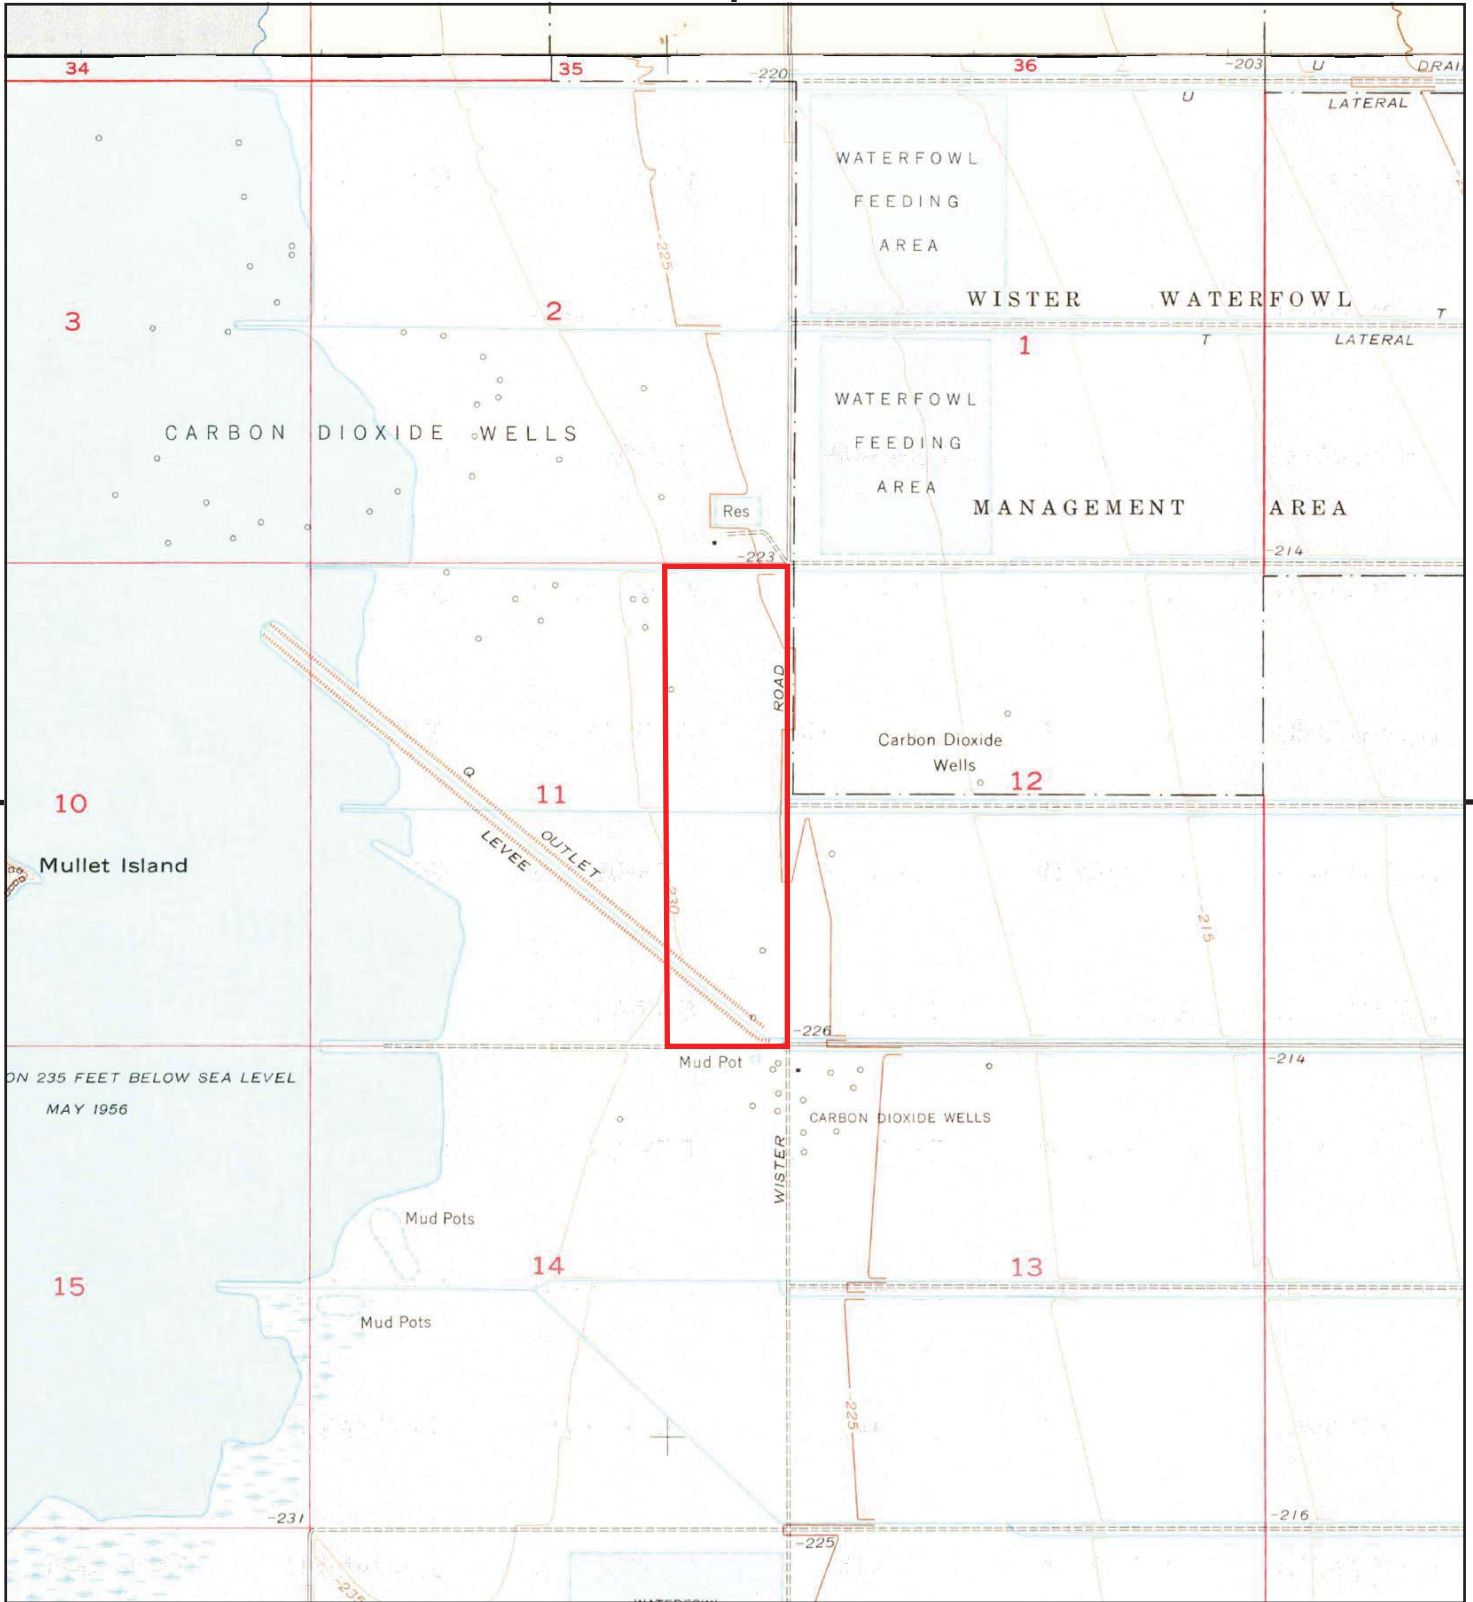 34
35
36
-220
-203
U
DRAI
U
LATERAL
WATERFOWL
FEEDING
AREA
-225
WISTER WATERFOWL
3
2
T
1
T
LATERAL
WATERFOWL
FEEDING
AREA
CARBON DIOXIDE WELLS
MANAGEMENT AREA
Res
-223
-214
ROAD
Carbon Dioxide
Wells
Q
10
11
12
OUTLET
LEVEE
Mullet Island
230
-215
-226
Mud Pot
-214
ON 235 FEET BELOW SEA LEVEL
MAY 1956
CARBON DIOXIDE WELLS
WISTER
Mud Pots
14
13
15
Mud Pots
-225
-231
-216
-225
-235